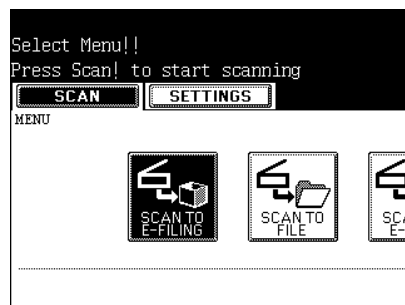 Select Menu!!
Press Scan! to start scanning
SCAN SETTINGS
MENU
SCAN TO
E-FILING
SCAN TO
FILE